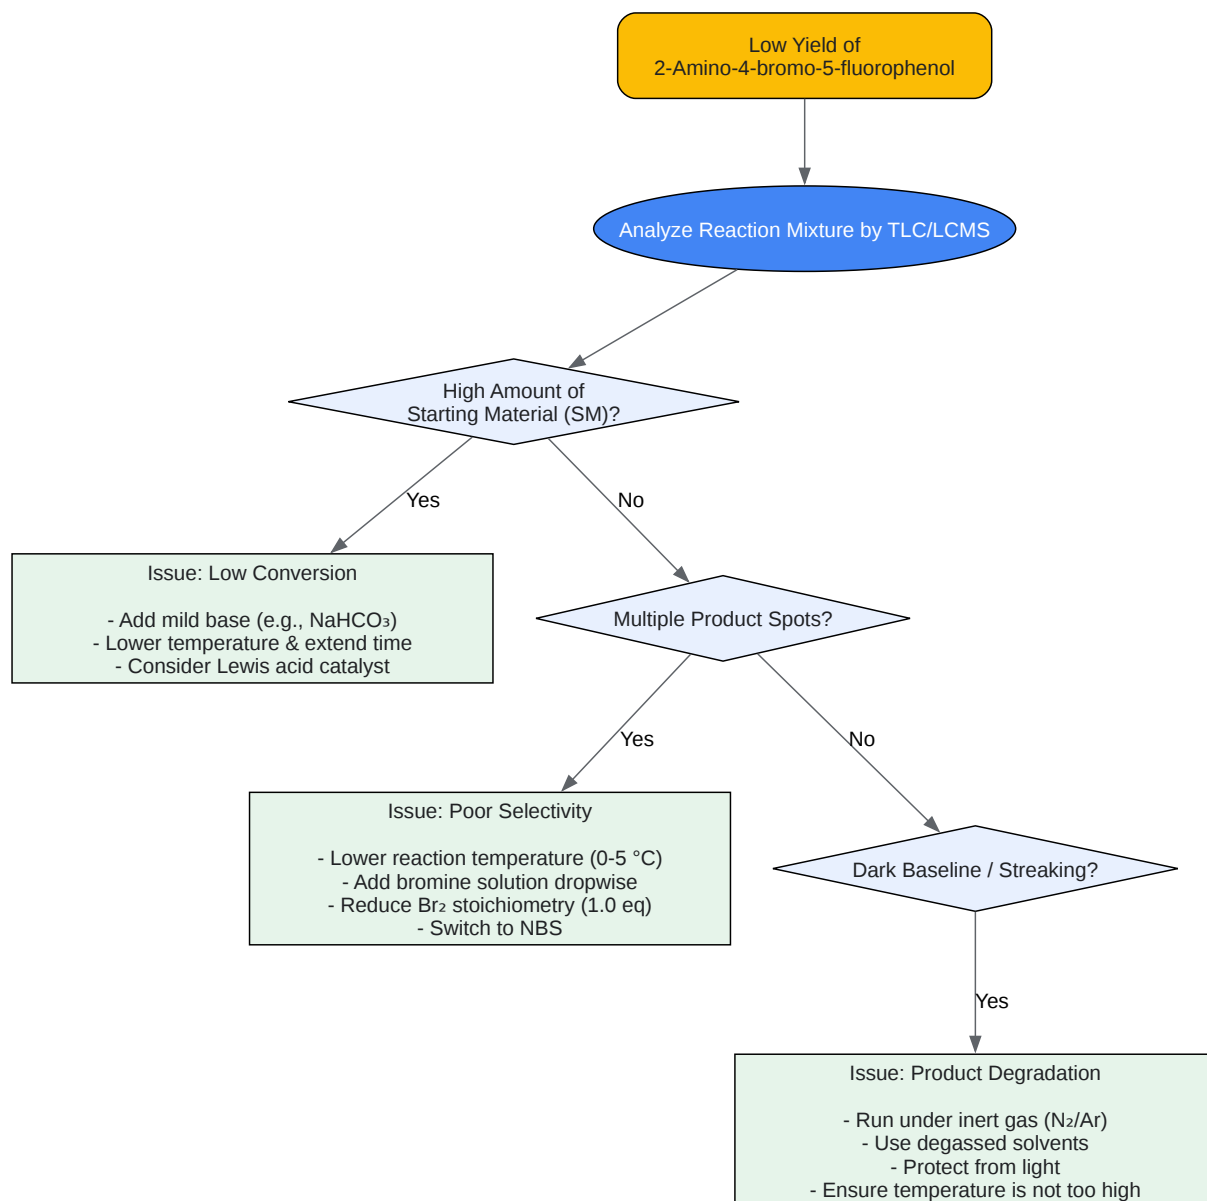 Low Yield of
2-Amino-4-bromo-5-fluorophenol
Analyze Reaction Mixture by TLC/LCMS
High Amount of
Starting Material (SM)?
Yes
No
Issue: Low Conversion
- Add mild base (e.g., NaHCO₃)
- Lower temperature & extend time
- Consider Lewis acid catalyst
Multiple Product Spots?
Yes
No
Issue: Poor Selectivity
- Lower reaction temperature (0-5 °C)
- Add bromine solution dropwise
- Reduce Br₂ stoichiometry (1.0 eq)
- Switch to NBS
Dark Baseline / Streaking?
Yes
Issue: Product Degradation
- Run under inert gas (N₂/Ar)
- Use degassed solvents
- Protect from light
- Ensure temperature is not too high